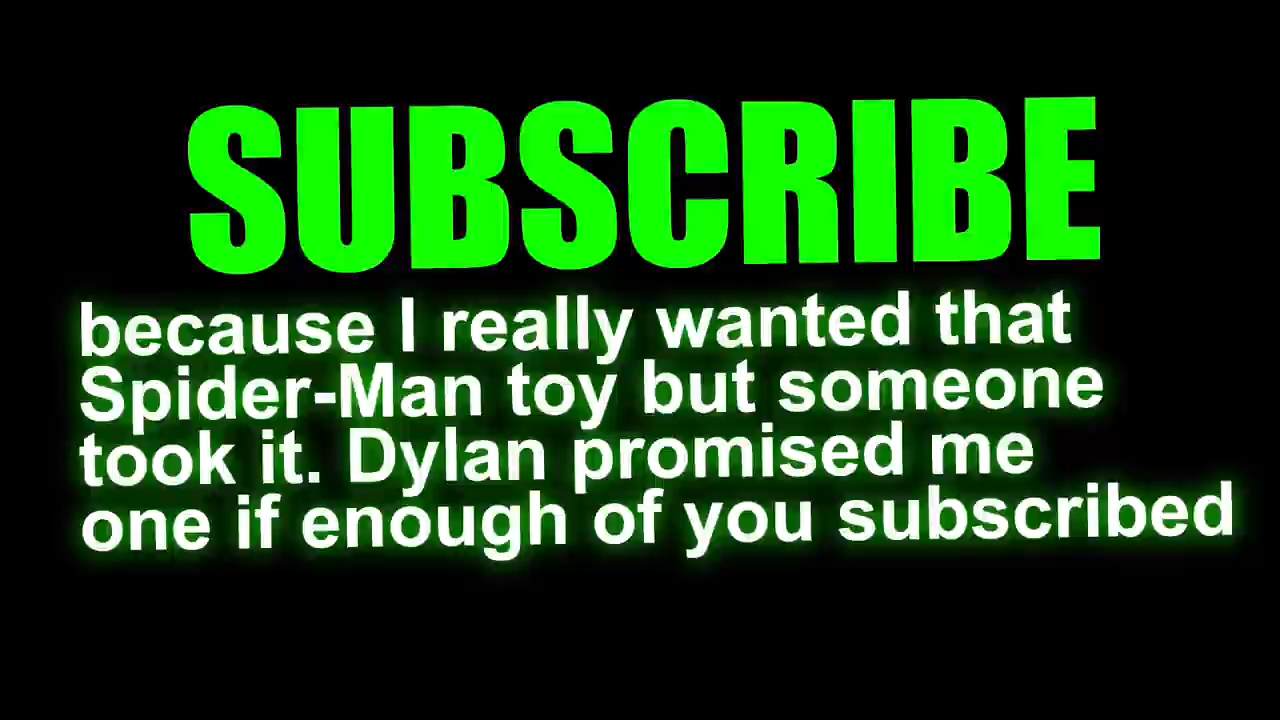 SUBSCRIBE
because I really wanted that
Spider-Man toy but someone
took it. Dylan promised me
one if enough of you subscribed